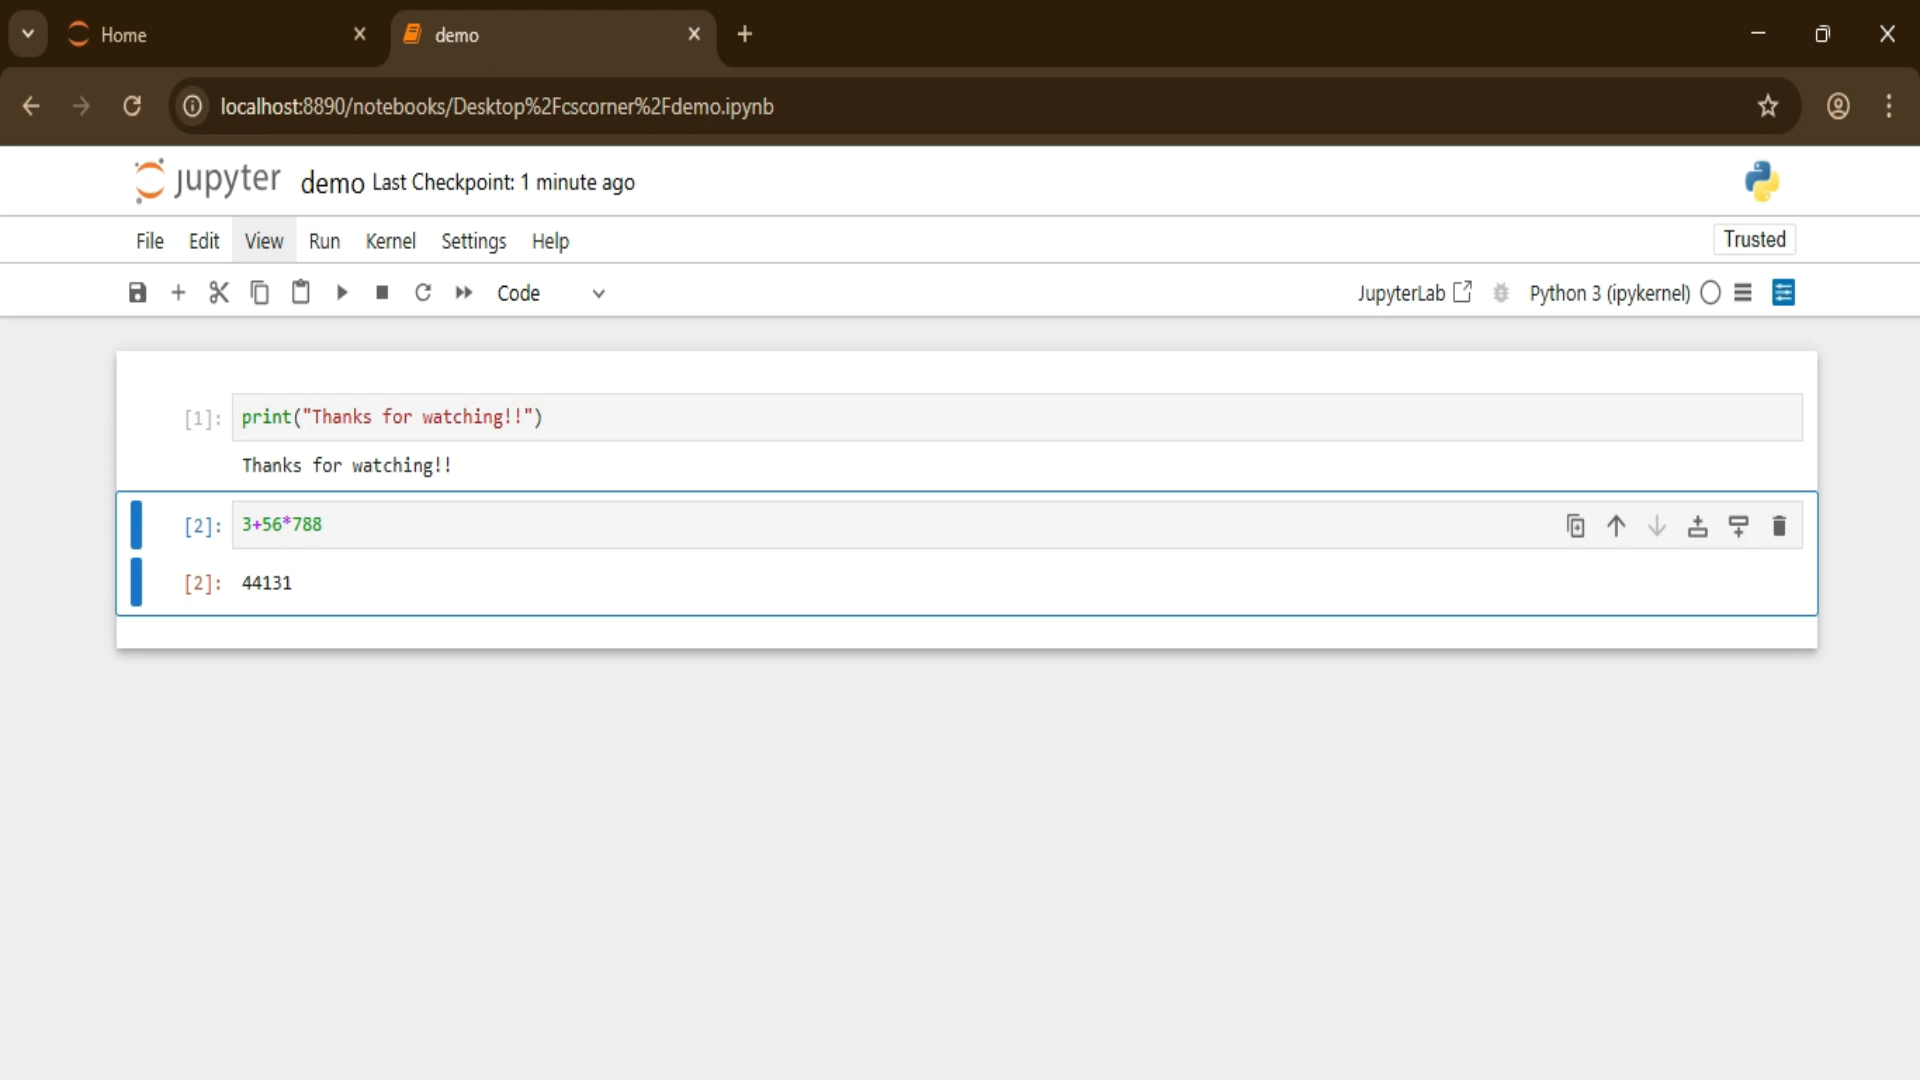 Home
demo
localhost:8890/notebooks/Desktop%2Fcscorner%2Fdemo.ipynb
jupyter demo Last Checkpoint: 1 minute ago
File Edit View Run Kernel Settings Help
Trusted
Code
JupyterLab
Python 3 (ipykernel)
[1]: print("Thanks for watching!!")
Thanks for watching!!
[2]: 3+56*788
[2]: 44131